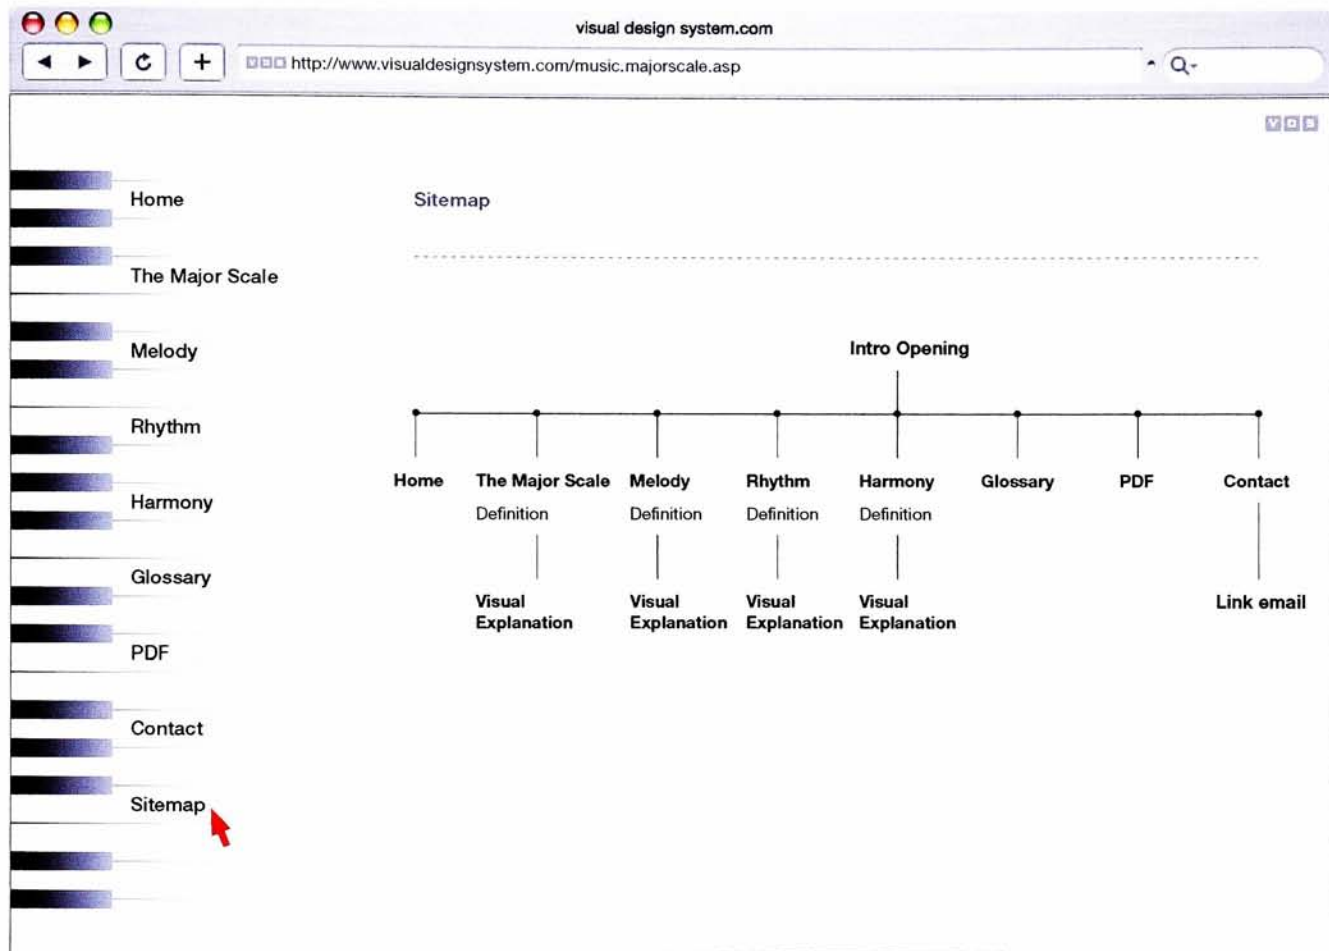 visual design system.com
VDS http://www.visualdesignsystem.com/music.majorscale.asp
VDS
Home
The Major Scale
Melody
Rhythm
Harmony
Glossary
PDF
Contact
Sitemap
Sitemap
Intro Opening
Home The Major Scale Melody Rhythm Harmony Glossary PDF Contact
Definition Definition Definition Definition
Visual Visual Visual Visual Link email
Explanation Explanation Explanation Explanation